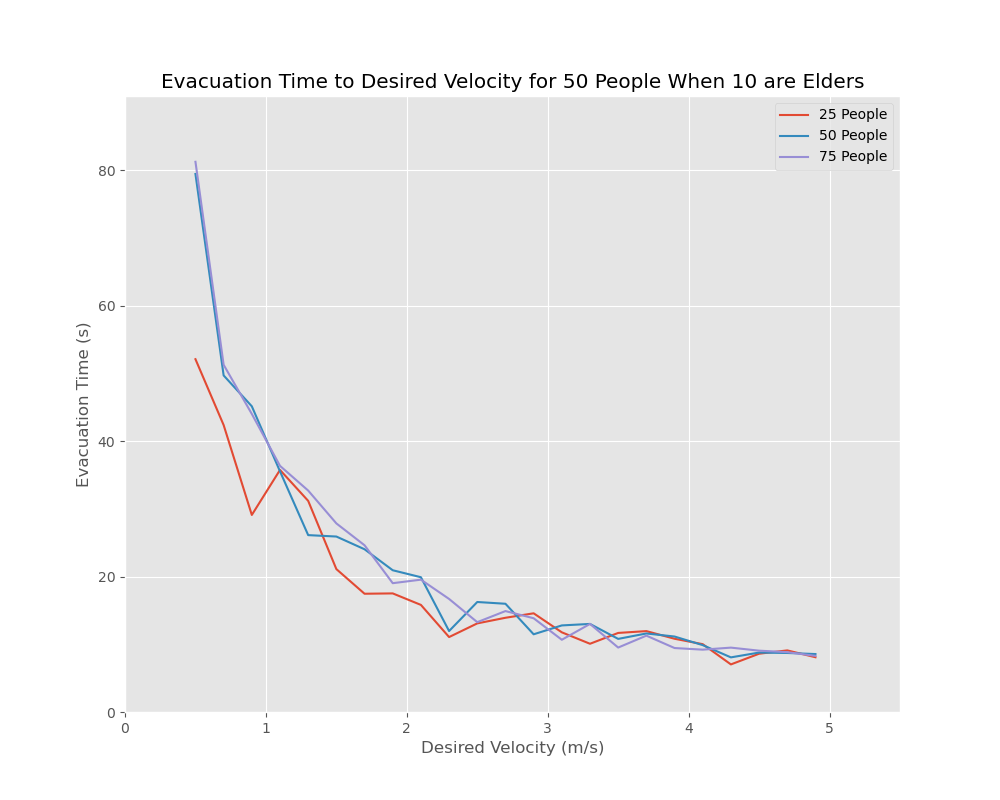 Evacuation Time to Desired Velocity for 50 People When 10 are Elders
25 People
50 People
75 People
80
60
40
20
0
Evacuation Time (s)
0 1 2 3 4 5
Desired Velocity (m/s)